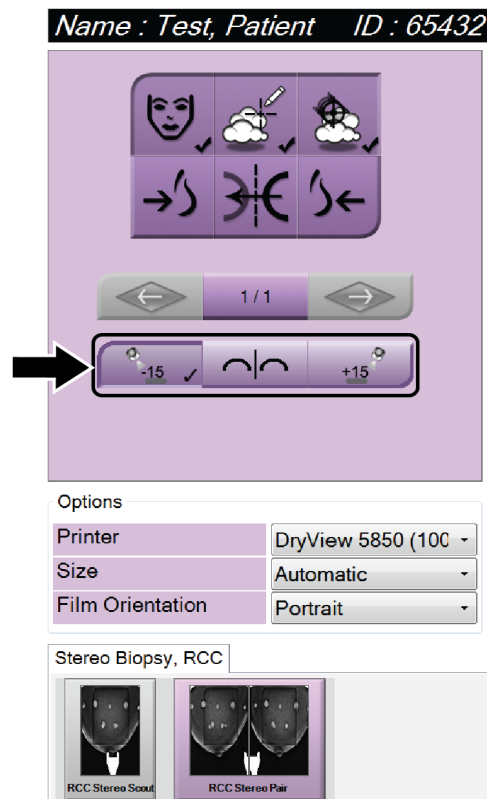 Name : Test, Patient ID : 65432
1 / 1
-15 +15
Options
Printer DryView 5850 (100
Size Automatic
Film Orientation Portrait
Stereo Biopsy, RCC
RCC Stereo Scout RCC Stereo Pair